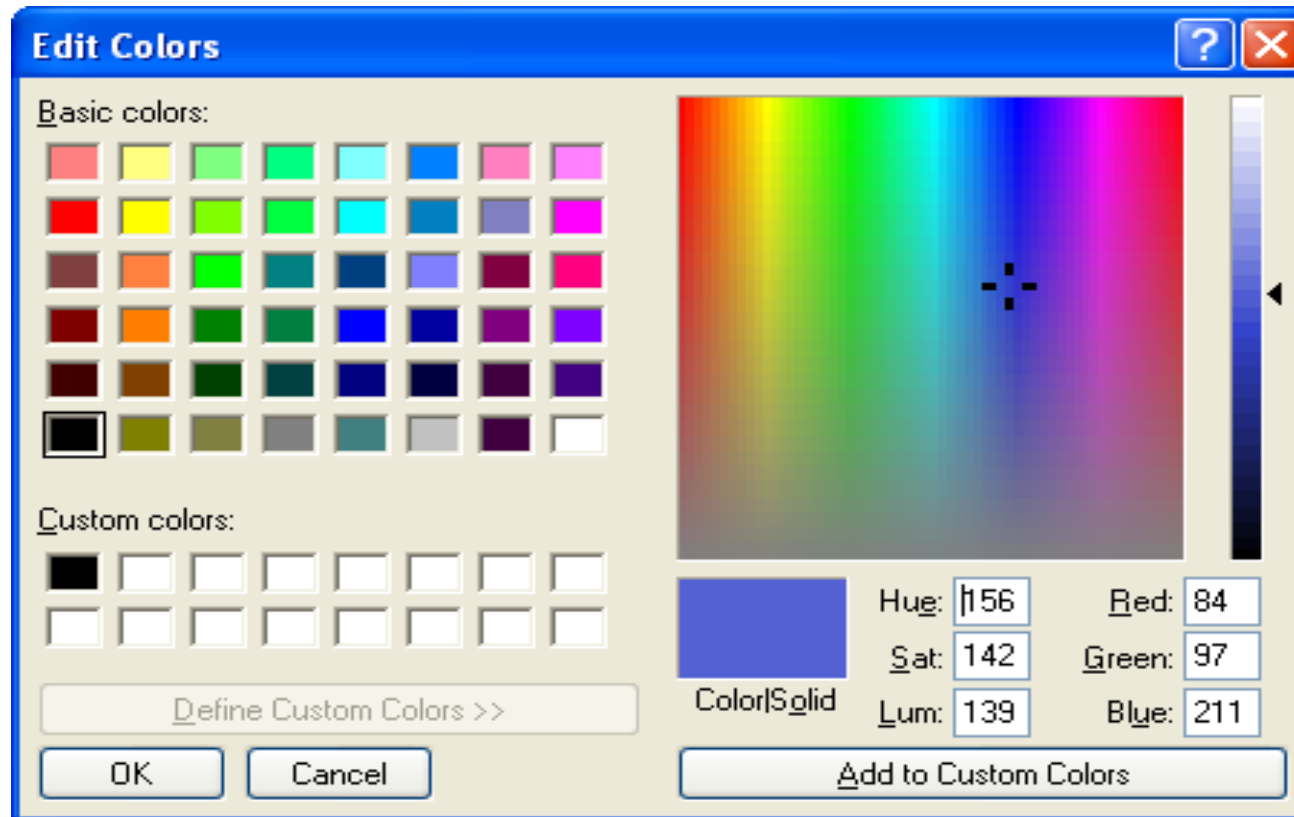 Edit Colors
?
Basic colors:
Custom colors:
Define Custom Colors >>
OK
Cancel
Color|Solid
Hue: 156
Sat: 142
Lum: 139
Red: 84
Green: 97
Blue: 211
Add to Custom Colors